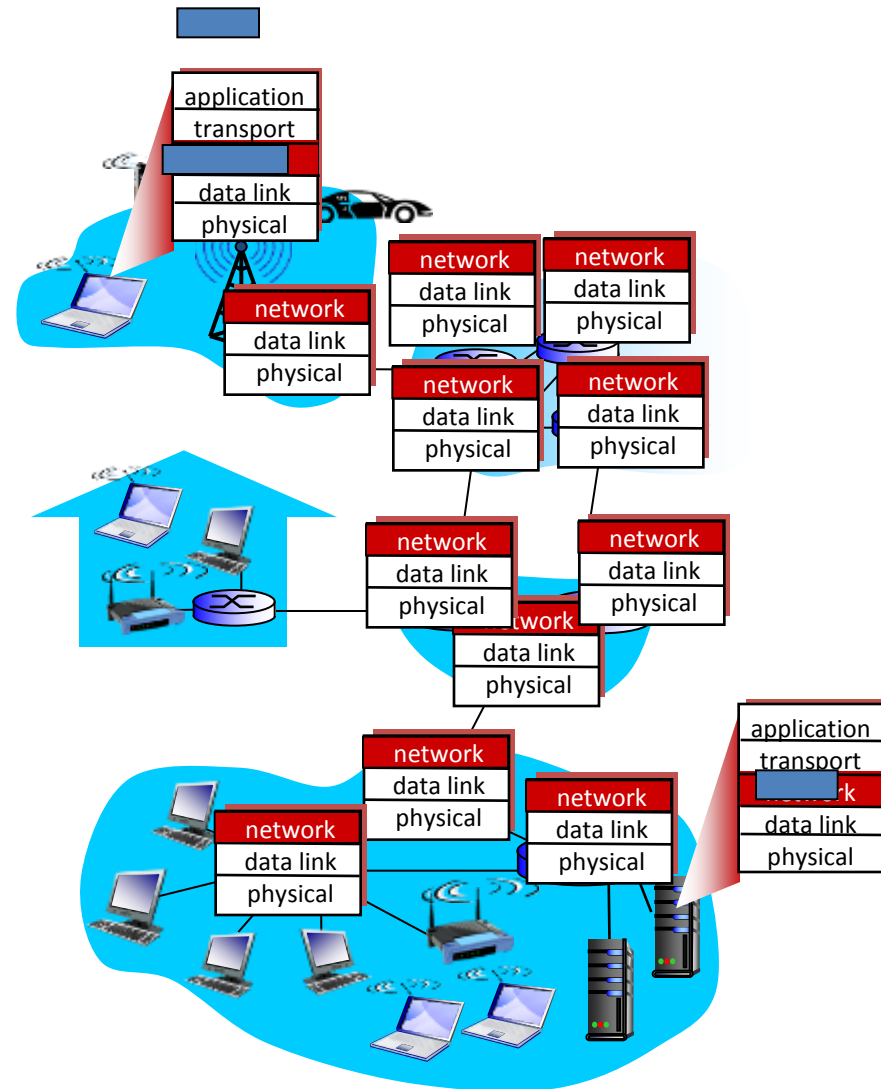 application
transport
data link
physical
network
data link
physical
network
data link
physical
network
data link
physical
network
data link
physical
network
data link
physical
network
data link
physical
network
data link
physical
network
data link
physical
application
transport
network
data link
physical
network
data link
physical
network
data link
physical
network
data link
physical